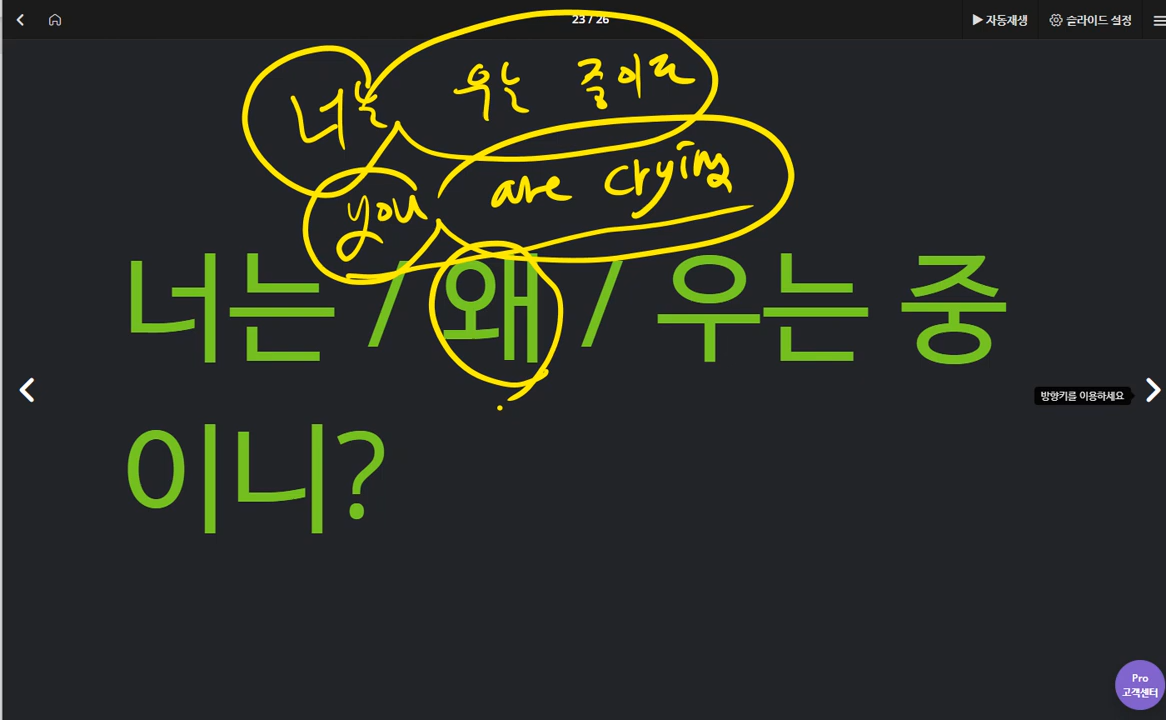 23 / 26
자동재생
슬라이드 설정
너는 우는 중이ㄹ
you are crying
너는 / 왜 / 우는 중
이니?
방향키를 이용하세요
Pro
고객센터